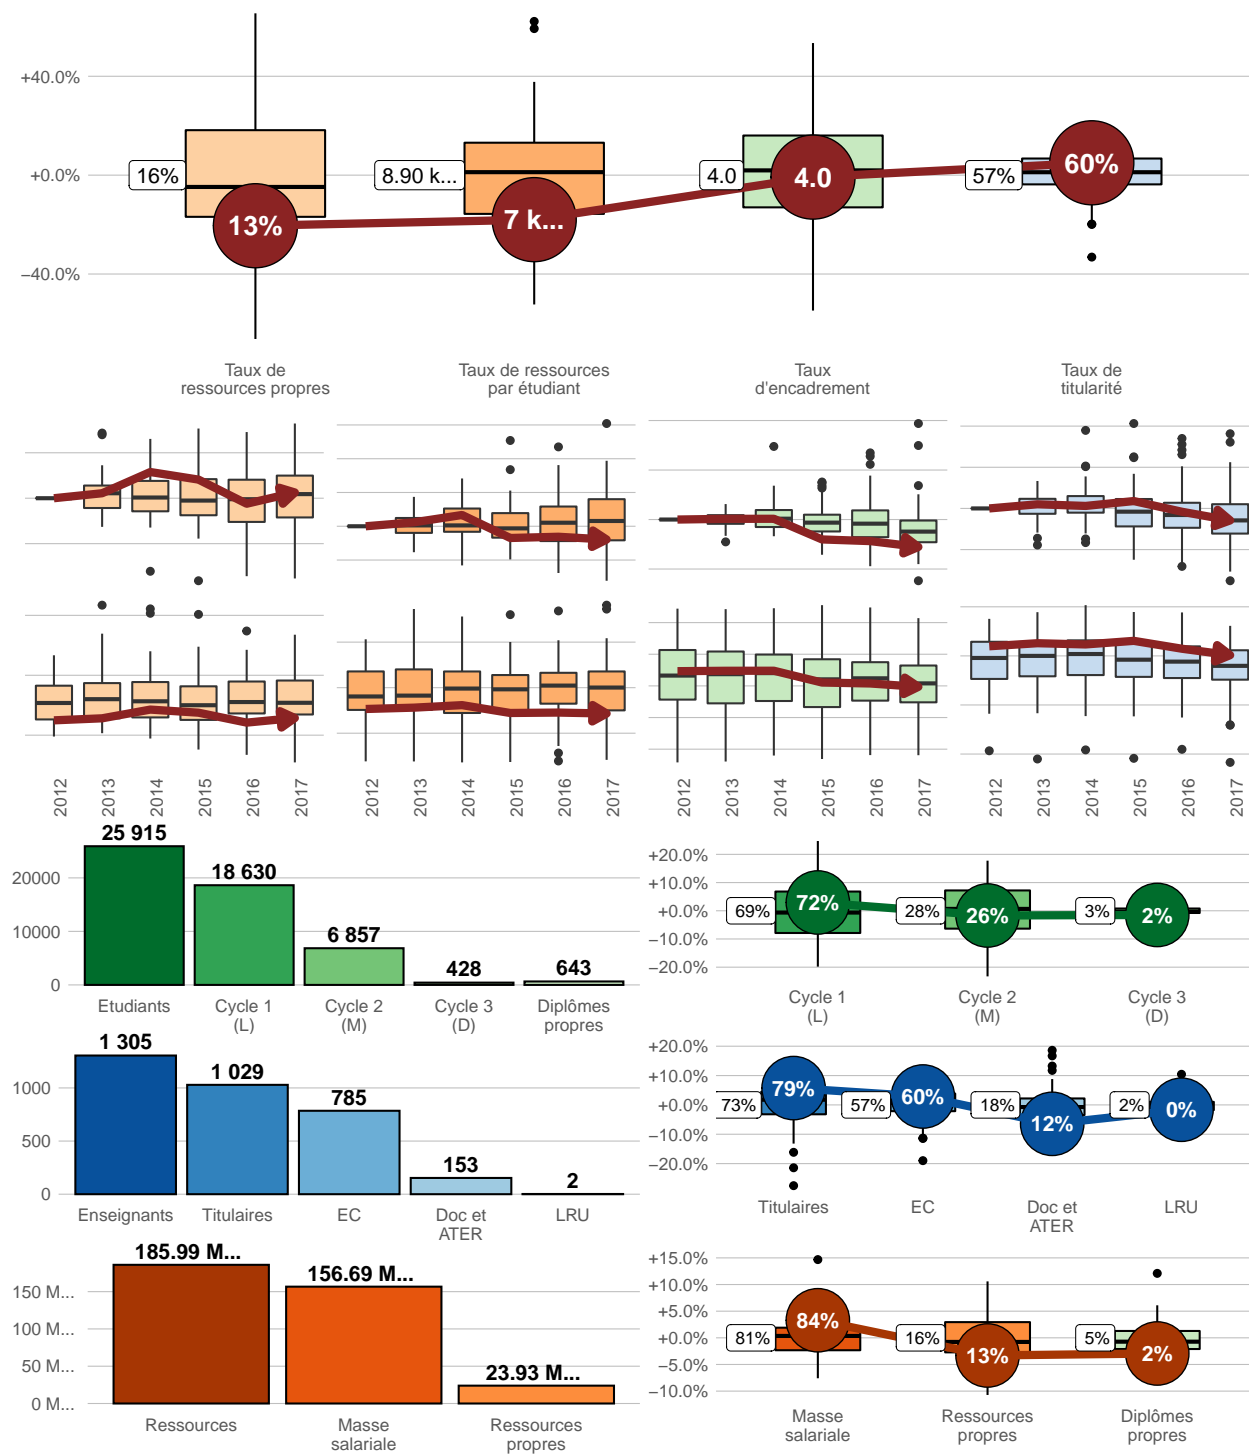 +40.0%
+0.0%
−40.0%
16%
13%
8.90 k...
7 k...
4.0
4.0
57%
60%
Taux de
ressources propres
Taux de ressources
par étudiant
Taux
d'encadrement
Taux de
titularité
2012
2013
2014
2015
2016
2017
2012
2013
2014
2015
2016
2017
2012
2013
2014
2015
2016
2017
2012
2013
2014
2015
2016
2017
20000
10000
0
25 915
18 630
6 857
428
643
Etudiants
Cycle 1
(L)
Cycle 2
(M)
Cycle 3
(D)
Diplômes
propres
+20.0%
+10.0%
+0.0%
−10.0%
−20.0%
69%
72%
28%
26%
3%
2%
Cycle 1
(L)
Cycle 2
(M)
Cycle 3
(D)
1000
500
0
1 305
1 029
785
153
2
Enseignants
Titulaires
EC
Doc et
ATER
LRU
+20.0%
+10.0%
+0.0%
−10.0%
−20.0%
73%
79%
57%
60%
18%
12%
2%
0%
Titulaires
EC
Doc et
ATER
LRU
150 M...
100 M...
50 M...
0 M...
185.99 M...
156.69 M...
23.93 M...
Ressources
Masse
salariale
Ressources
propres
+15.0%
+10.0%
+5.0%
+0.0%
−5.0%
−10.0%
81%
84%
16%
13%
5%
2%
Masse
salariale
Ressources
propres
Diplômes
propres